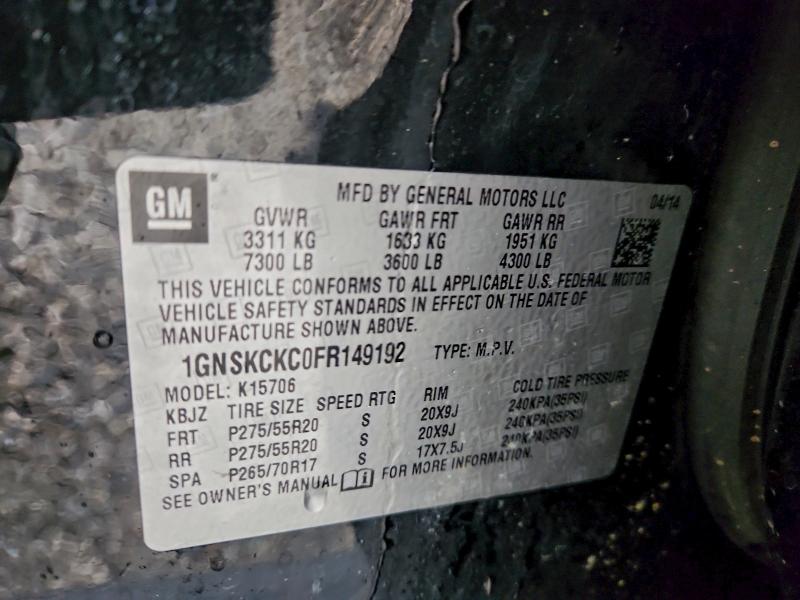 GM
MFD BY GENERAL MOTORS LLC 04/14
GVWR GAWR FRT GAWR RR
3311 KG 1633 KG 1951 KG
7300 LB 3600 LB 4300 LB
THIS VEHICLE CONFORMS TO ALL APPLICABLE U.S. FEDERAL MOTOR
VEHICLE SAFETY STANDARDS IN EFFECT ON THE DATE OF
MANUFACTURE SHOWN ABOVE.
1GNSKCKC0FR149192 TYPE: M.P.V.
MODEL: K15706
KBJZ TIRE SIZE SPEED RTG RIM COLD TIRE PRESSURE
FRT P275/55R20 S 20X9J 240KPA(35PSI)
RR P275/55R20 S 20X9J 240KPA(35PSI)
SPA P265/70R17 S 17X7.5J 240KPA(35PSI)
SEE OWNER'S MANUAL FOR MORE INFORMATION.